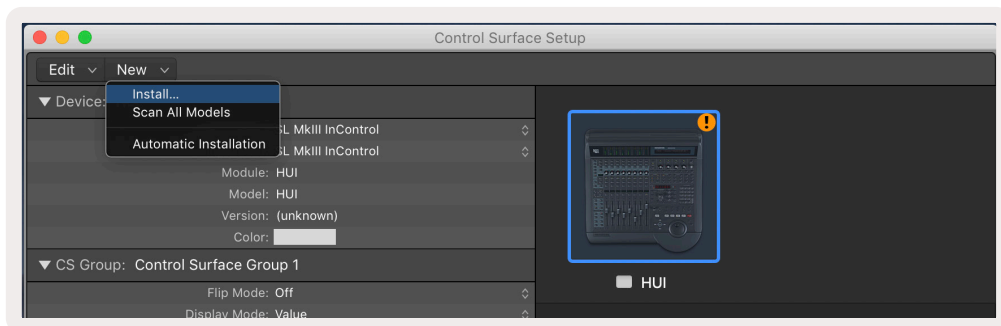 Control Surface Setup
Edit New
Install...
Scan All Models
Automatic Installation
Device:
SL MkIII InControl
SL MkIII InControl
Module: HUI
Model: HUI
Version: (unknown)
Color:
CS Group: Control Surface Group 1
Flip Mode: Off
Display Mode: Value
HUI